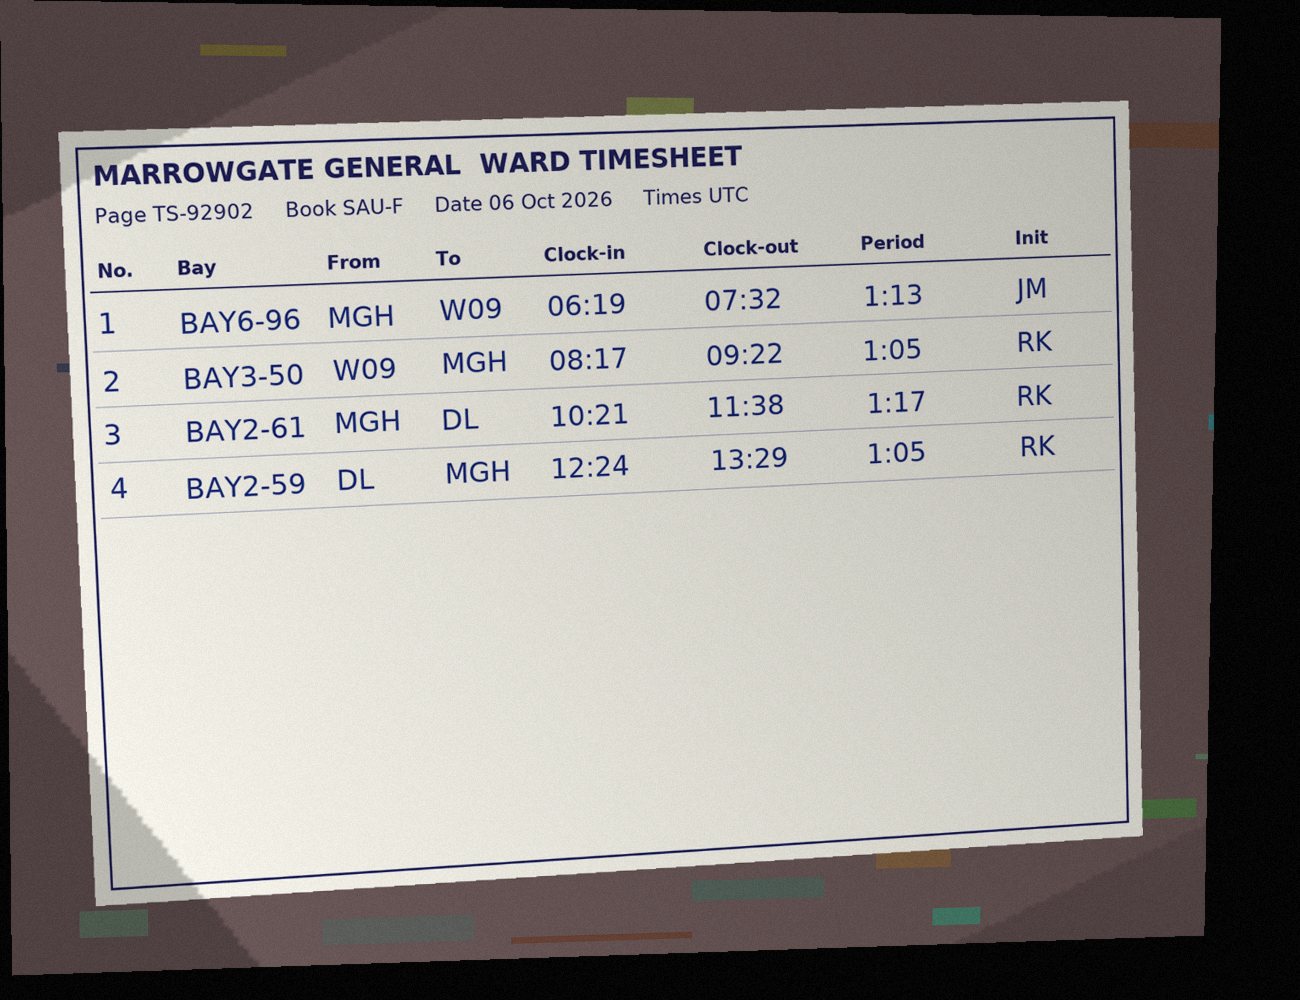 MARROWGATE GENERAL WARD TIMESHEET
Page TS-92902 Book SAU-F Date 06 Oct 2026 Times UTC
No. Bay From To Clock-in Clock-out Period Init
1 BAY6-96 MGH W09 06:19 07:32 1:13 JM
2 BAY3-50 W09 MGH 08:17 09:22 1:05 RK
3 BAY2-61 MGH DL 10:21 11:38 1:17 RK
4 BAY2-59 DL MGH 12:24 13:29 1:05 RK